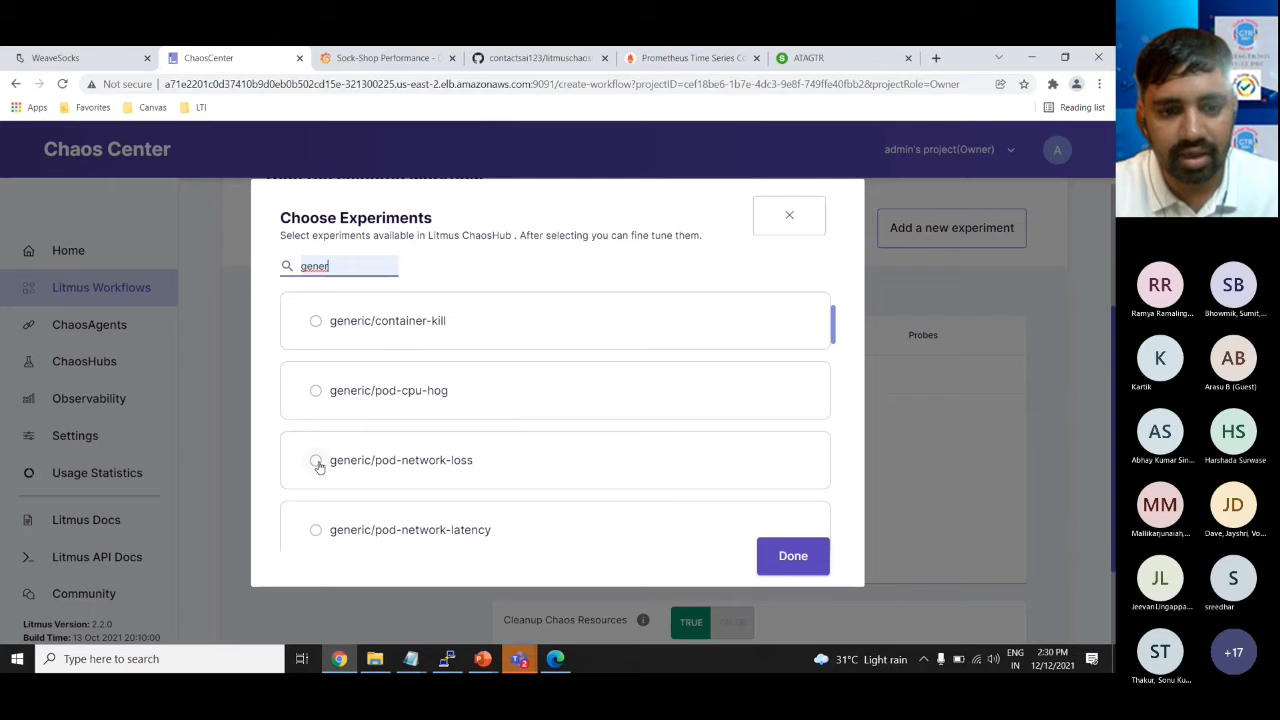 WeaveSocks
ChaosCenter
Sock-Shop Performance - D
contactsai123/litmuschaos
Prometheus Time Series Co
ATAGTR
Not secure
a71e2201c0d37410b9d0502cd15e-321300225.us-east-2.elb.amazonaws.com:9091/create-workflow?projectID=cef18be6-1b7e-4dc3-9e8f-749ffe40fbb2&projectRole=Owner
Apps
Favorites
Canvas
LTI
Reading list
Chaos Center
admin's project(Owner)
A
Home
Litmus Workflows
ChaosAgents
ChaosHubs
Observability
Settings
Usage Statistics
Litmus Docs
Litmus API Docs
Community
Litmus Version: 2.2.0
Build Time: 13 Oct 2021 20:10:00
Choose Experiments
Select experiments available in Litmus ChaosHub . After selecting you can fine tune them.
gener
generic/container-kill
generic/pod-cpu-hog
generic/pod-network-loss
generic/pod-network-latency
Done
Add a new experiment
Probes
Cleanup Chaos Resources
TRUE
FALSE
Type here to search
31°C Light rain
ENG
IN
2:30 PM
12/12/2021
RR
Ramya Ramaling...
SB
Bhowmik, Sumit,...
K
Kartik
AB
Arasu B (Guest)
AS
Abhay Kumar Sin...
HS
Harshada Surwase
MM
Mallikarjunaiah,...
JD
Dave, Jayshri, Vo...
JL
Jeevan Lingappa...
S
sreedhar
ST
Thakur, Sonu Ku...
+17